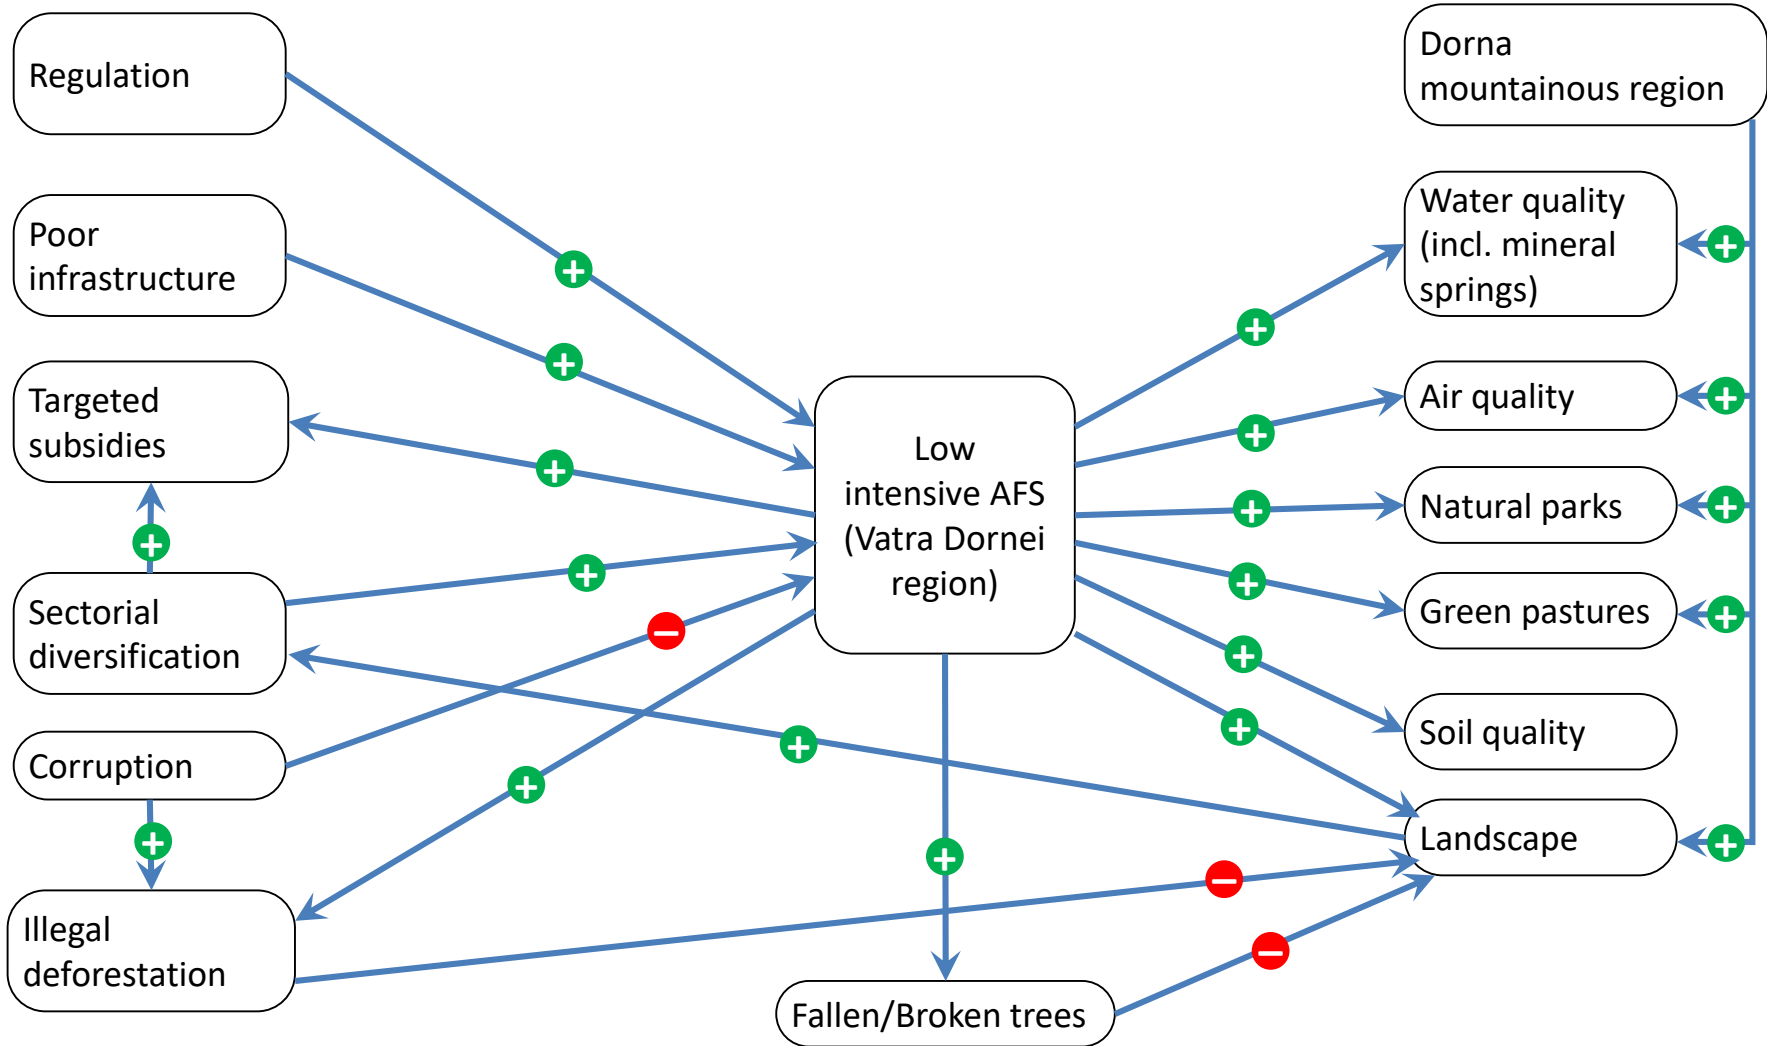 Regulation
Poor
infrastructure
Targeted
subsidies
Sectorial
diversification
Corruption
Illegal
deforestation
Low
intensive AFS
(Vatra Dornei
region)
Fallen/Broken trees
Dorna
mountainous region
Water quality
(incl. mineral
springs)
Air quality
Natural parks
Green pastures
Soil quality
Landscape